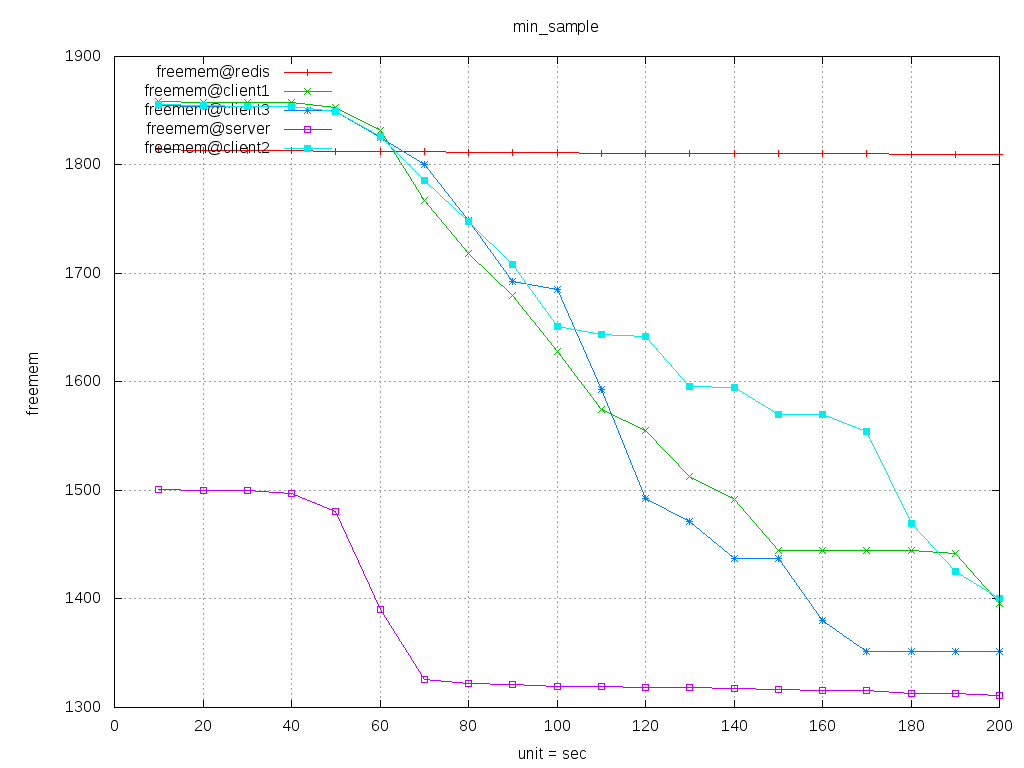 min_sample
1900
1800
1700
1600
1500
1400
1300
freemem@redis
freemem@client1
freemem@client3
freemem@server
freemem@client2
freemem
0 20 40 60 80 100 120 140 160 180 200
unit = sec